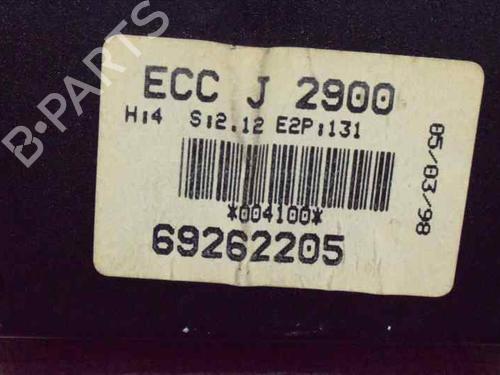 B-PARTS
ECC J 2900
H:4 S:2.12 E2P:131
*004100*
69262205
05/03/98